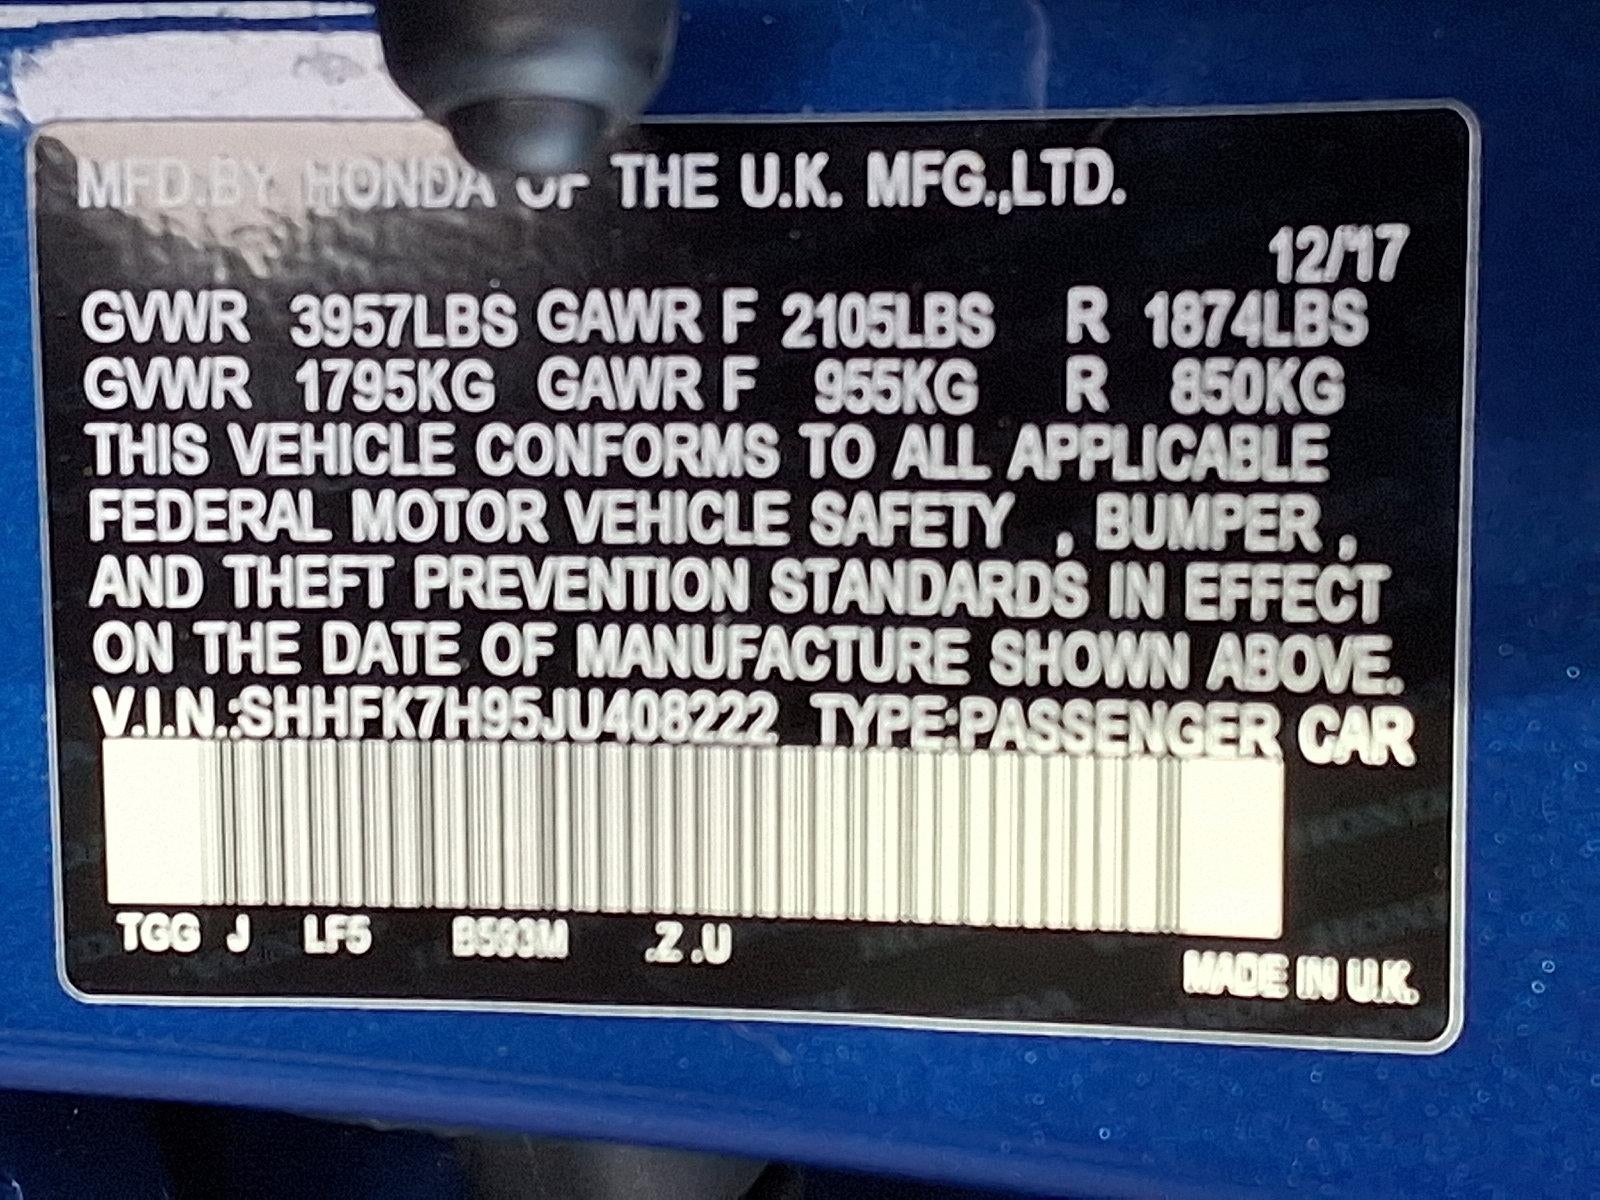 MFD.BY HONDA OF THE U.K. MFG.,LTD.
12/'17
GVWR 3957LBS GAWR F 2105LBS R 1874LBS
GVWR 1795KG GAWR F 955KG R 850KG
THIS VEHICLE CONFORMS TO ALL APPLICABLE
FEDERAL MOTOR VEHICLE SAFETY , BUMPER ,
AND THEFT PREVENTION STANDARDS IN EFFECT
ON THE DATE OF MANUFACTURE SHOWN ABOVE.
V.I.N.:SHHFK7H95JU408222 TYPE:PASSENGER CAR
TGG J LF5 B593M .Z .U
MADE IN U.K.